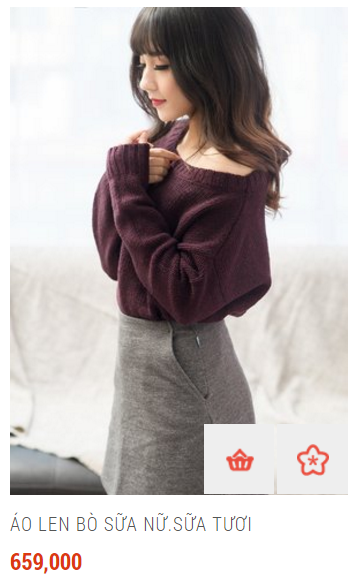 ÁO LEN BÒ SỮA NỮ.SỮA TƯƠI
659,000